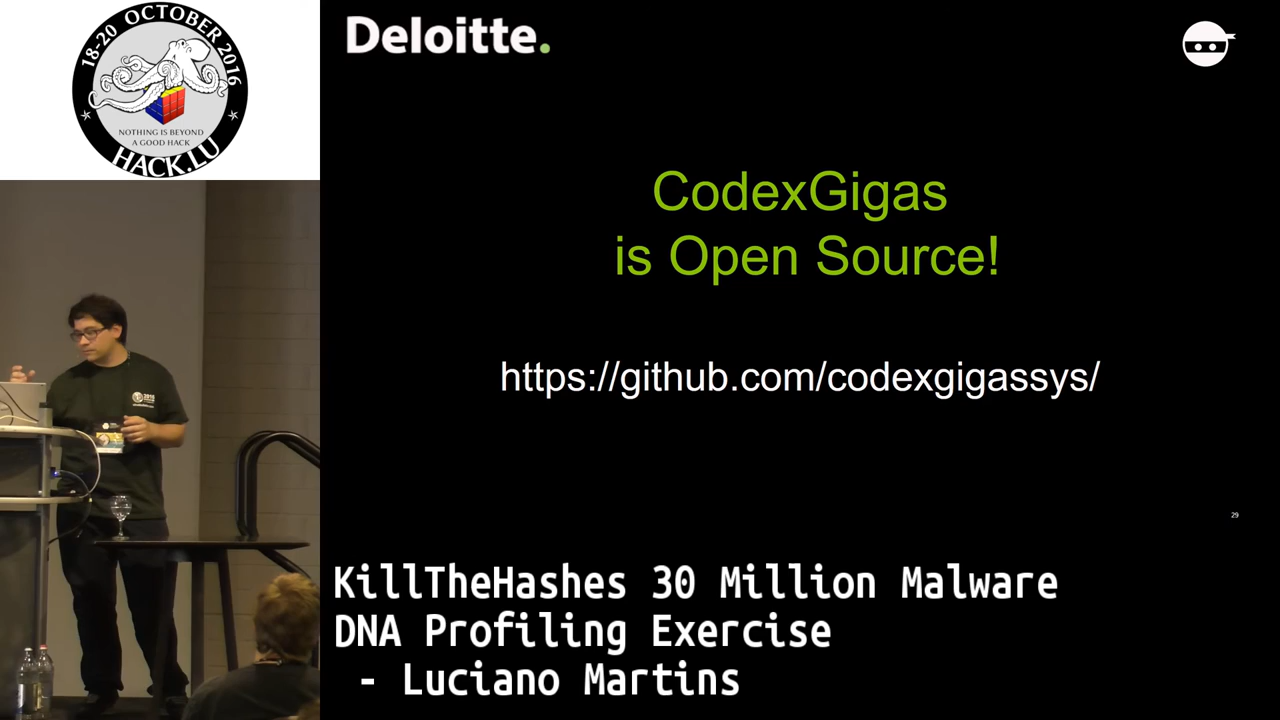 18-20 OCTOBER 2016
NOTHING IS BEYOND
A GOOD HACK
HACK.LU
Deloitte.
CodexGigas
is Open Source!
https://github.com/codexgigassys/
29
KillTheHashes 30 Million Malware
DNA Profiling Exercise
- Luciano Martins